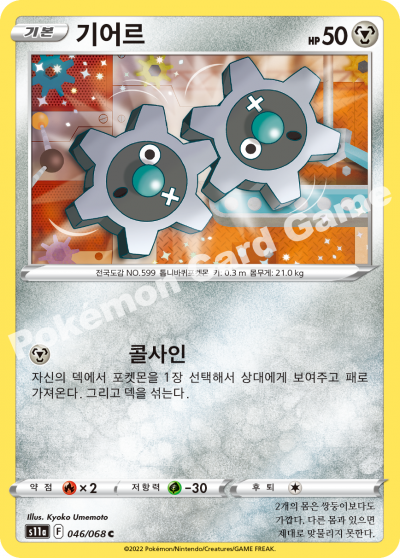 기본 기어르 HP 50
전국도감 NO.599 톱니바퀴포켓몬 키: 0.3 m 몸무게: 21.0 kg
콜사인
자신의 덱에서 포켓몬을 1장 선택해서 상대에게 보여주고 패로
가져온다. 그리고 덱을 섞는다.
약점 ×2 저항력 -30 후퇴
Illus. Kyoko Umemoto
s11a F 046/068 C
2개의 몸은 쌍둥이보다도
가깝다. 다른 몸과 있으면
제대로 맞물리지 못한다.
©2022 Pokémon/Nintendo/Creatures/GAME FREAK.
Pokémon Card Game